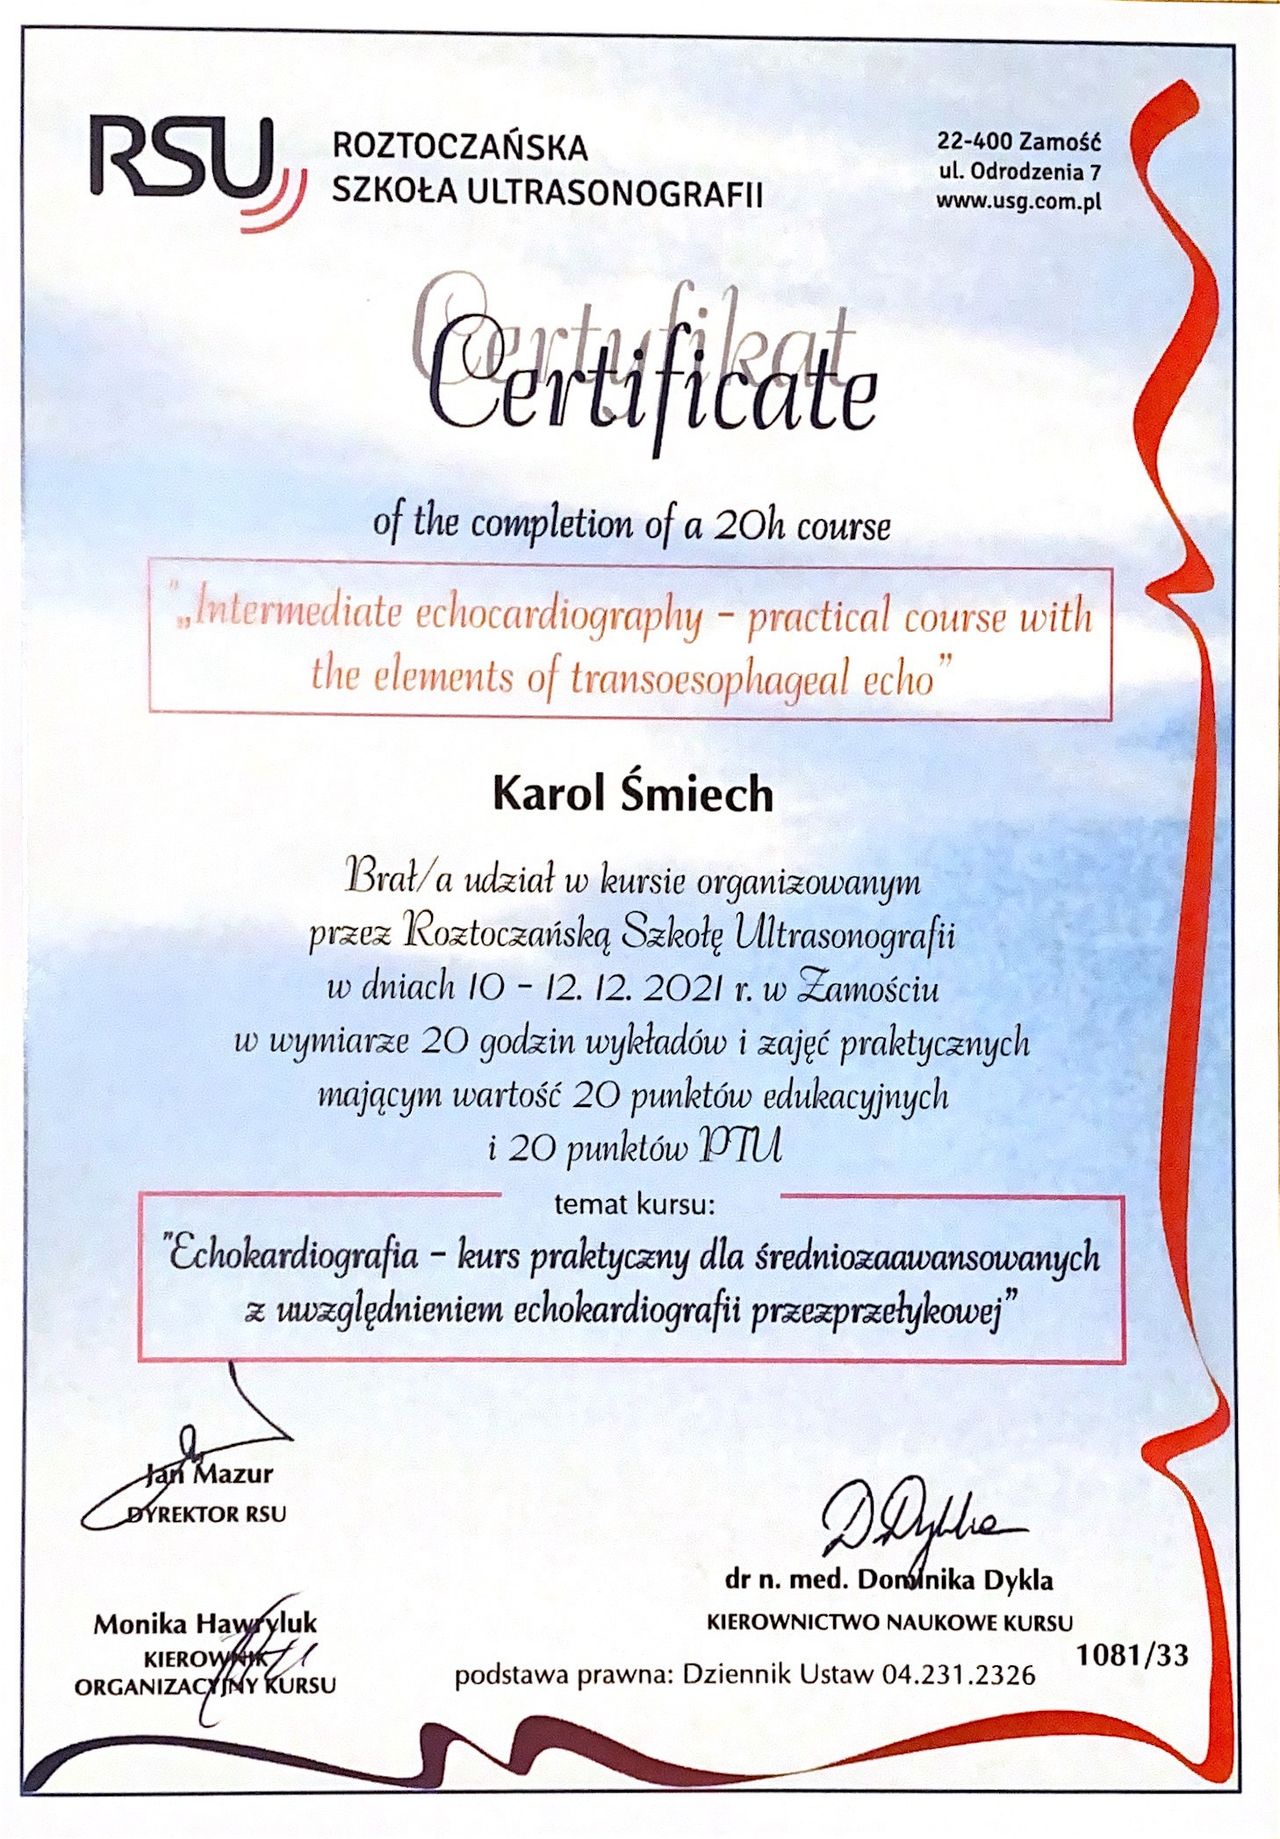 RSU
ROZTOCZAŃSKA
SZKOŁA ULTRASONOGRAFII
22-400 Zamość
ul. Odrodzenia 7
www.usg.com.pl
Certyfikat
Certificate
of the completion of a 20h course
"„Intermediate echocardiography – practical course with
the elements of transoesophageal echo”
Karol Śmiech
Brał/a udział w kursie organizowanym
przez Roztoczańską Szkołę Ultrasonografii
w dniach 10 – 12. 12. 2021 r. w Zamościu
w wymiarze 20 godzin wykładów i zajęć praktycznych
mającym wartość 20 punktów edukacyjnych
i 20 punktów PTU
temat kursu:
"Echokardiografia – kurs praktyczny dla średniozaawansowanych
z uwzględnieniem echokardiografii przezprzełykowej”
Jan Mazur
DYREKTOR RSU
D. Dykla
dr n. med. Dominika Dykla
KIEROWNICTWO NAUKOWE KURSU
Monika Hawryluk
KIEROWNIK
ORGANIZACYJNY KURSU
podstawa prawna: Dziennik Ustaw 04.231.2326
1081/33